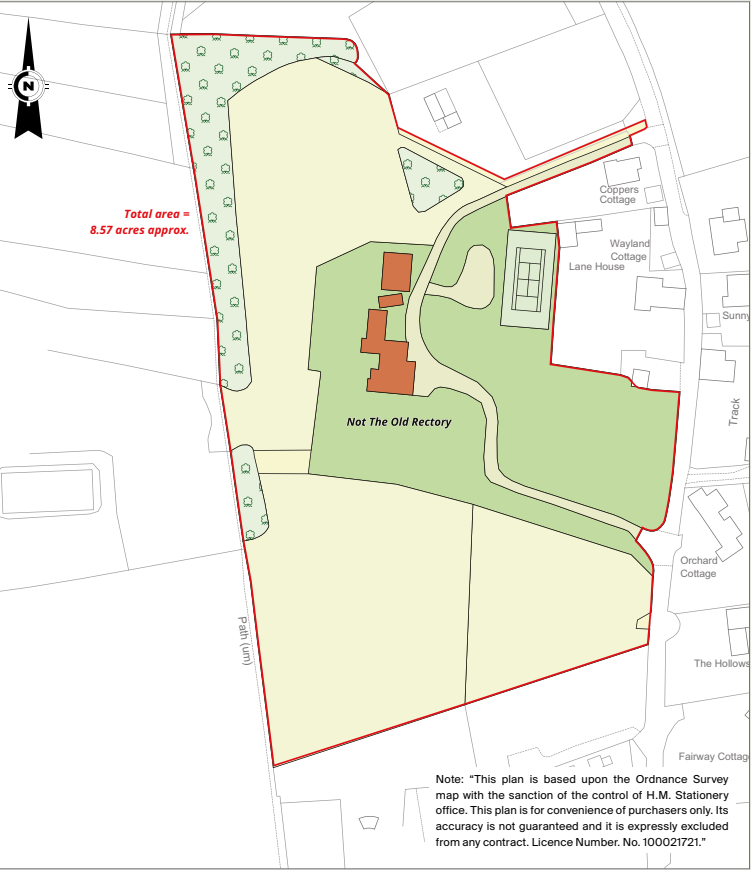 N
Total area =
8.57 acres approx.
Coppers
Cottage
Wayland
Cottage
Lane House
Sunny
Track
Not The Old Rectory
Orchard
Cottage
Path (um)
The Hollows
Fairway Cottag
Note: “This plan is based upon the Ordnance Survey
map with the sanction of the control of H.M. Stationery
office. This plan is for convenience of purchasers only. Its
accuracy is not guaranteed and it is expressly excluded
from any contract. Licence Number. No. 100021721.”